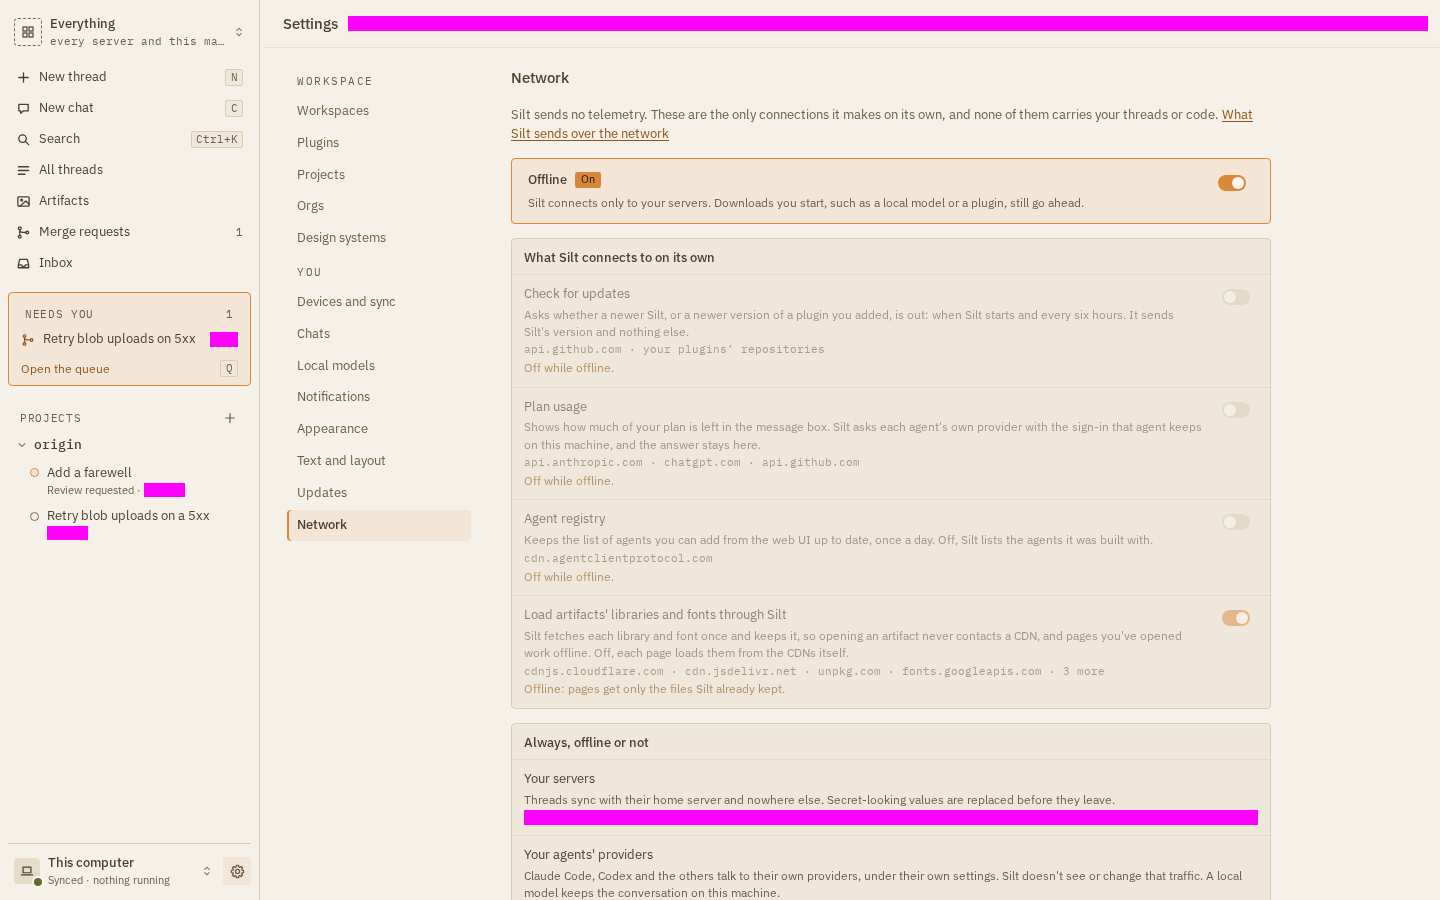 Everything
every server and this ma…
New thread N
New chat C
Search Ctrl+K
All threads
Artifacts
Merge requests 1
Inbox
NEEDS YOU 1
Retry blob uploads on 5xx
Open the queue Q
PROJECTS
origin
Add a farewell
Review requested ·
Retry blob uploads on a 5xx
This computer
Synced · nothing running
Settings
WORKSPACE
Workspaces
Plugins
Projects
Orgs
Design systems
YOU
Devices and sync
Chats
Local models
Notifications
Appearance
Text and layout
Updates
Network
Network
Silt sends no telemetry. These are the only connections it makes on its own, and none of them carries your threads or code. What
Silt sends over the network
Offline On
Silt connects only to your servers. Downloads you start, such as a local model or a plugin, still go ahead.
What Silt connects to on its own
Check for updates
Asks whether a newer Silt, or a newer version of a plugin you added, is out: when Silt starts and every six hours. It sends
Silt's version and nothing else.
api.github.com · your plugins’ repositories
Off while offline.
Plan usage
Shows how much of your plan is left in the message box. Silt asks each agent's own provider with the sign-in that agent keeps
on this machine, and the answer stays here.
api.anthropic.com · chatgpt.com · api.github.com
Off while offline.
Agent registry
Keeps the list of agents you can add from the web UI up to date, once a day. Off, Silt lists the agents it was built with.
cdn.agentclientprotocol.com
Off while offline.
Load artifacts' libraries and fonts through Silt
Silt fetches each library and font once and keeps it, so opening an artifact never contacts a CDN, and pages you've opened
work offline. Off, each page loads them from the CDNs itself.
cdnjs.cloudflare.com · cdn.jsdelivr.net · unpkg.com · fonts.googleapis.com · 3 more
Offline: pages get only the files Silt already kept.
Always, offline or not
Your servers
Threads sync with their home server and nowhere else. Secret-looking values are replaced before they leave.
Your agents' providers
Claude Code, Codex and the others talk to their own providers, under their own settings. Silt doesn't see or change that traffic. A local
model keeps the conversation on this machine.